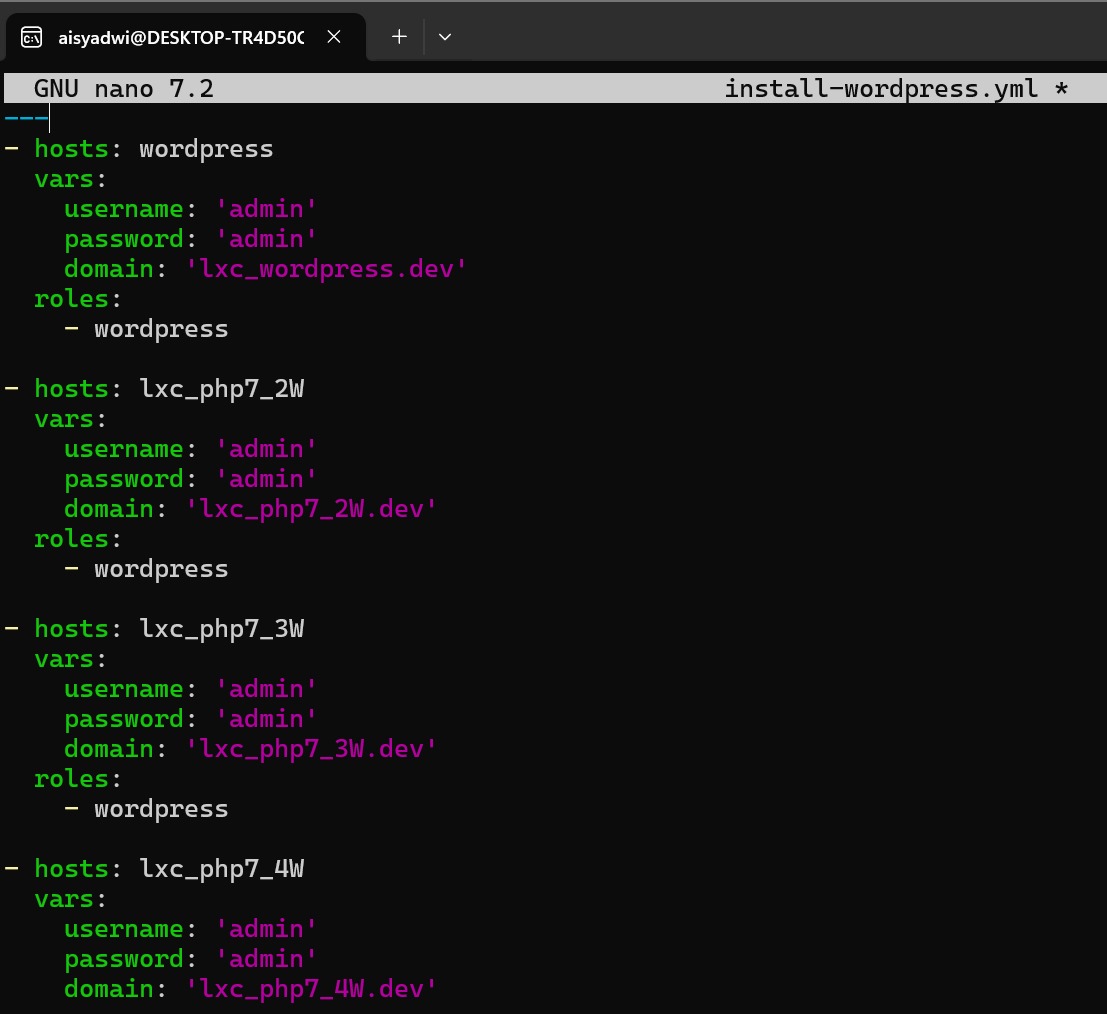 aisyadwi@DESKTOP-TR4D50
GNU nano 7.2 install-wordpress.yml *
---
- hosts: wordpress
  vars:
    username: 'admin'
    password: 'admin'
    domain: 'lxc_wordpress.dev'
  roles:
    - wordpress

- hosts: lxc_php7_2W
  vars:
    username: 'admin'
    password: 'admin'
    domain: 'lxc_php7_2W.dev'
  roles:
    - wordpress

- hosts: lxc_php7_3W
  vars:
    username: 'admin'
    password: 'admin'
    domain: 'lxc_php7_3W.dev'
  roles:
    - wordpress

- hosts: lxc_php7_4W
  vars:
    username: 'admin'
    password: 'admin'
    domain: 'lxc_php7_4W.dev'